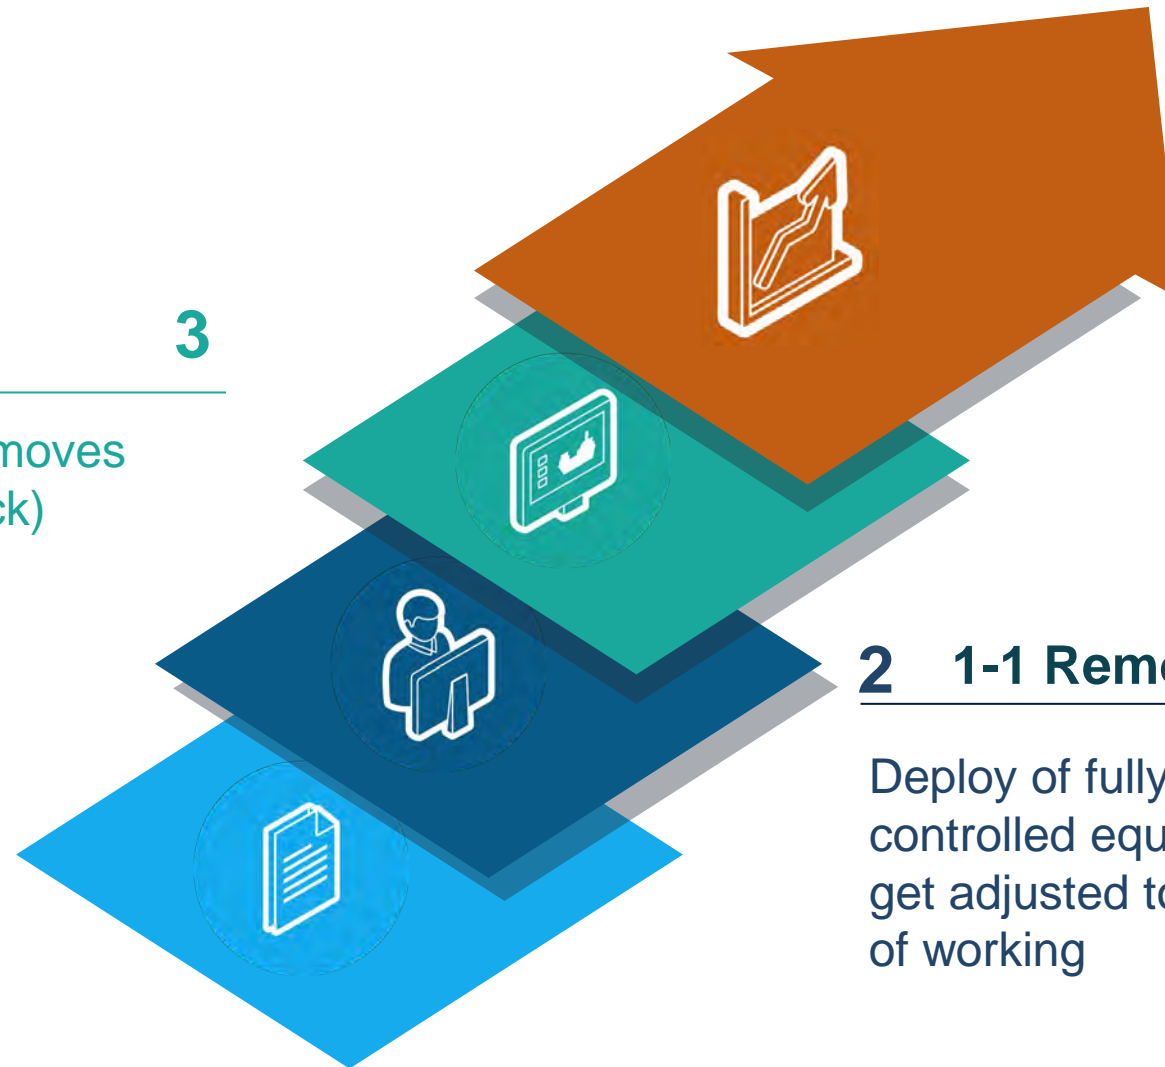 3
moves
ck)
2 1-1 Rem
Deploy of fully
controlled equ
get adjusted to
of working